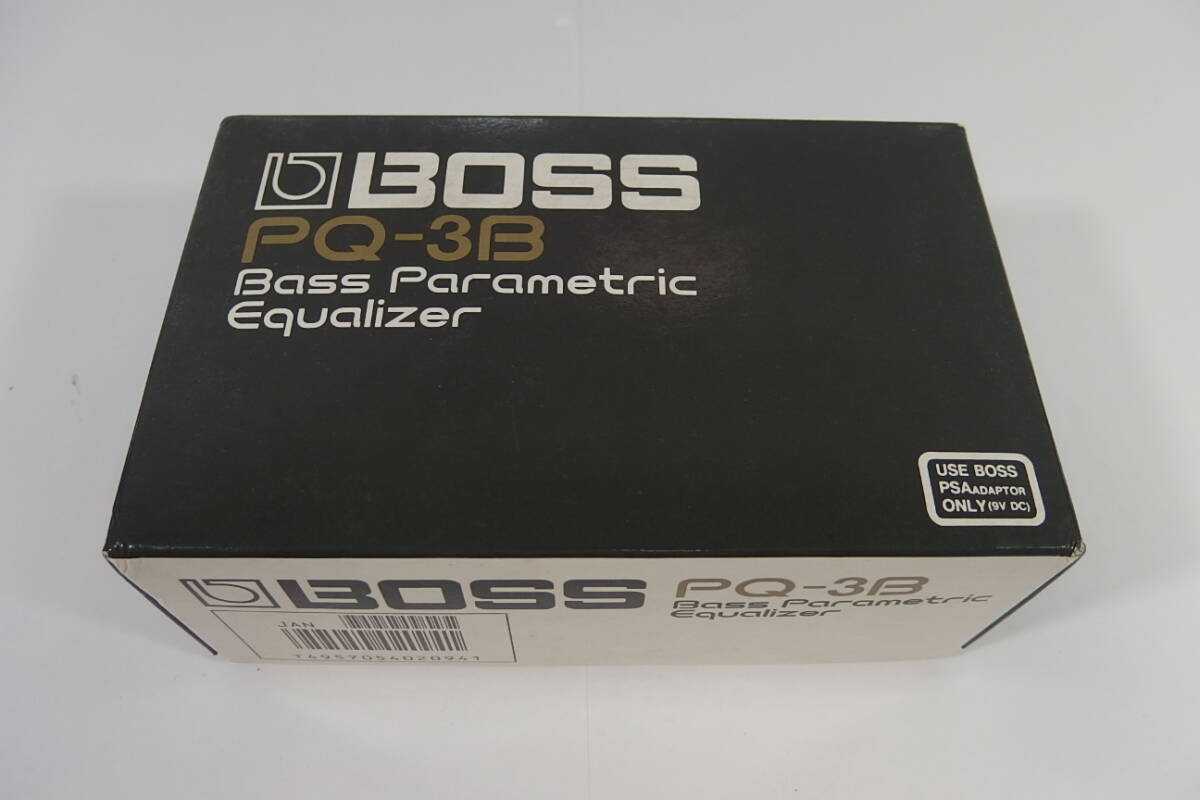 BOSS
PQ-3B
Bass Parametric
Equalizer
USE BOSS
PSA ADAPTOR
ONLY (9V DC)
BOSS
PQ-3B
Bass Parametric
Equalizer
JAN
T4957054020941